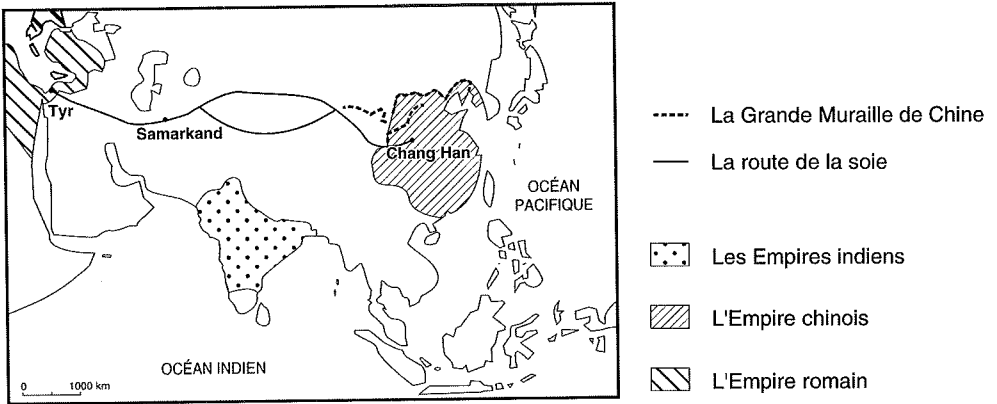 Tyr
Samarkand
Chang Han
OCÉAN
PACIFIQUE
OCÉAN INDIEN
0 1000 km
La Grande Muraille de Chine
La route de la soie
Les Empires indiens
L'Empire chinois
L'Empire romain